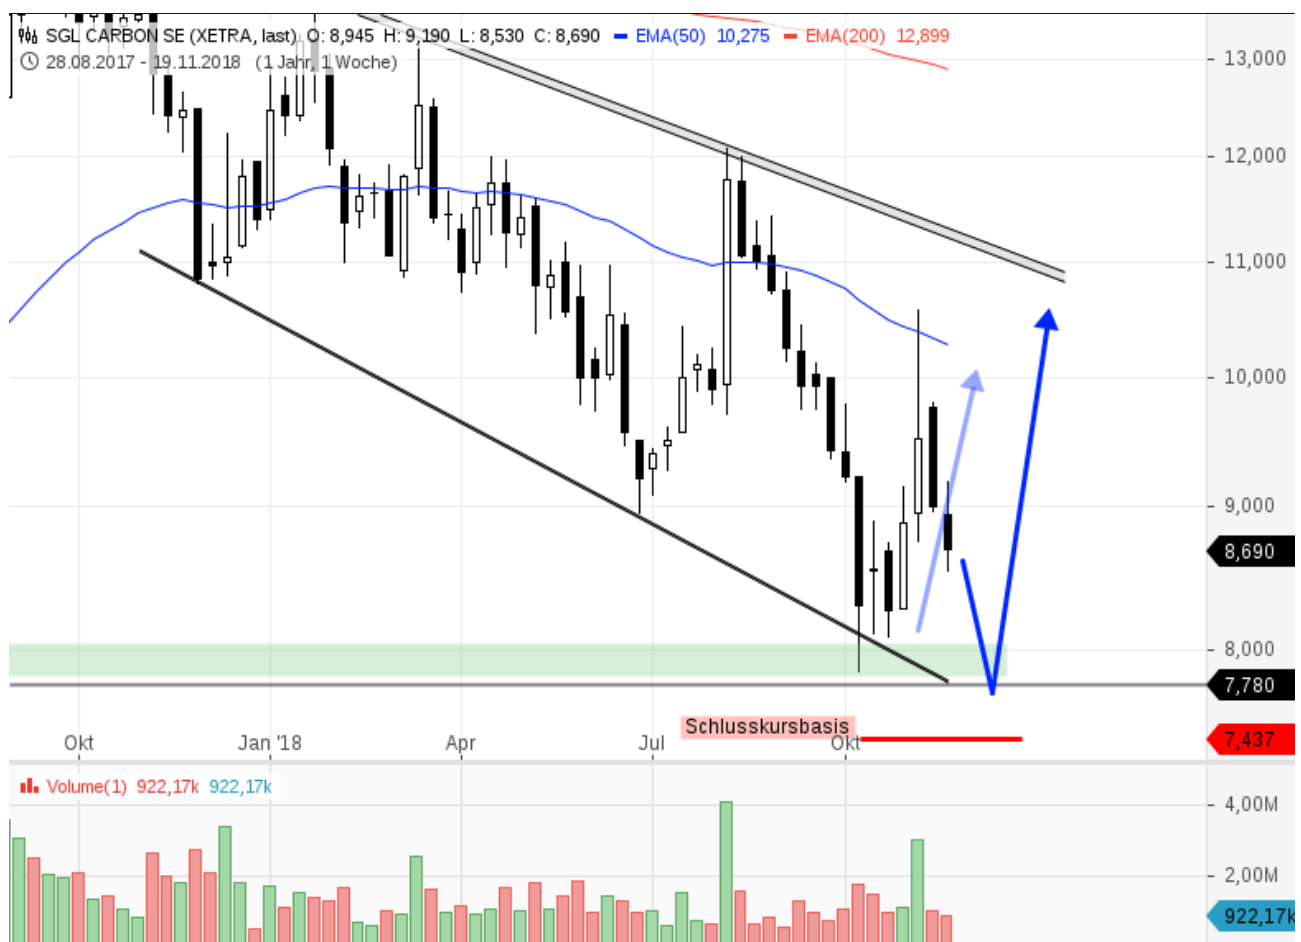 SGL CARBON SE (XETRA, last) O: 8,945 H: 9,190 L: 8,530 C: 8,690 EMA(50) 10,275 EMA(200) 12,899
28.08.2017 - 19.11.2018 (1 Jahr, 1 Woche)
13,000
12,000
11,000
10,000
9,000
8,690
8,000
7,780
Schlusskursbasis
7,437
Okt Jan '18 Apr Jul Okt
Volume(1) 922,17k 922,17k
4,00M
2,00M
922,17k